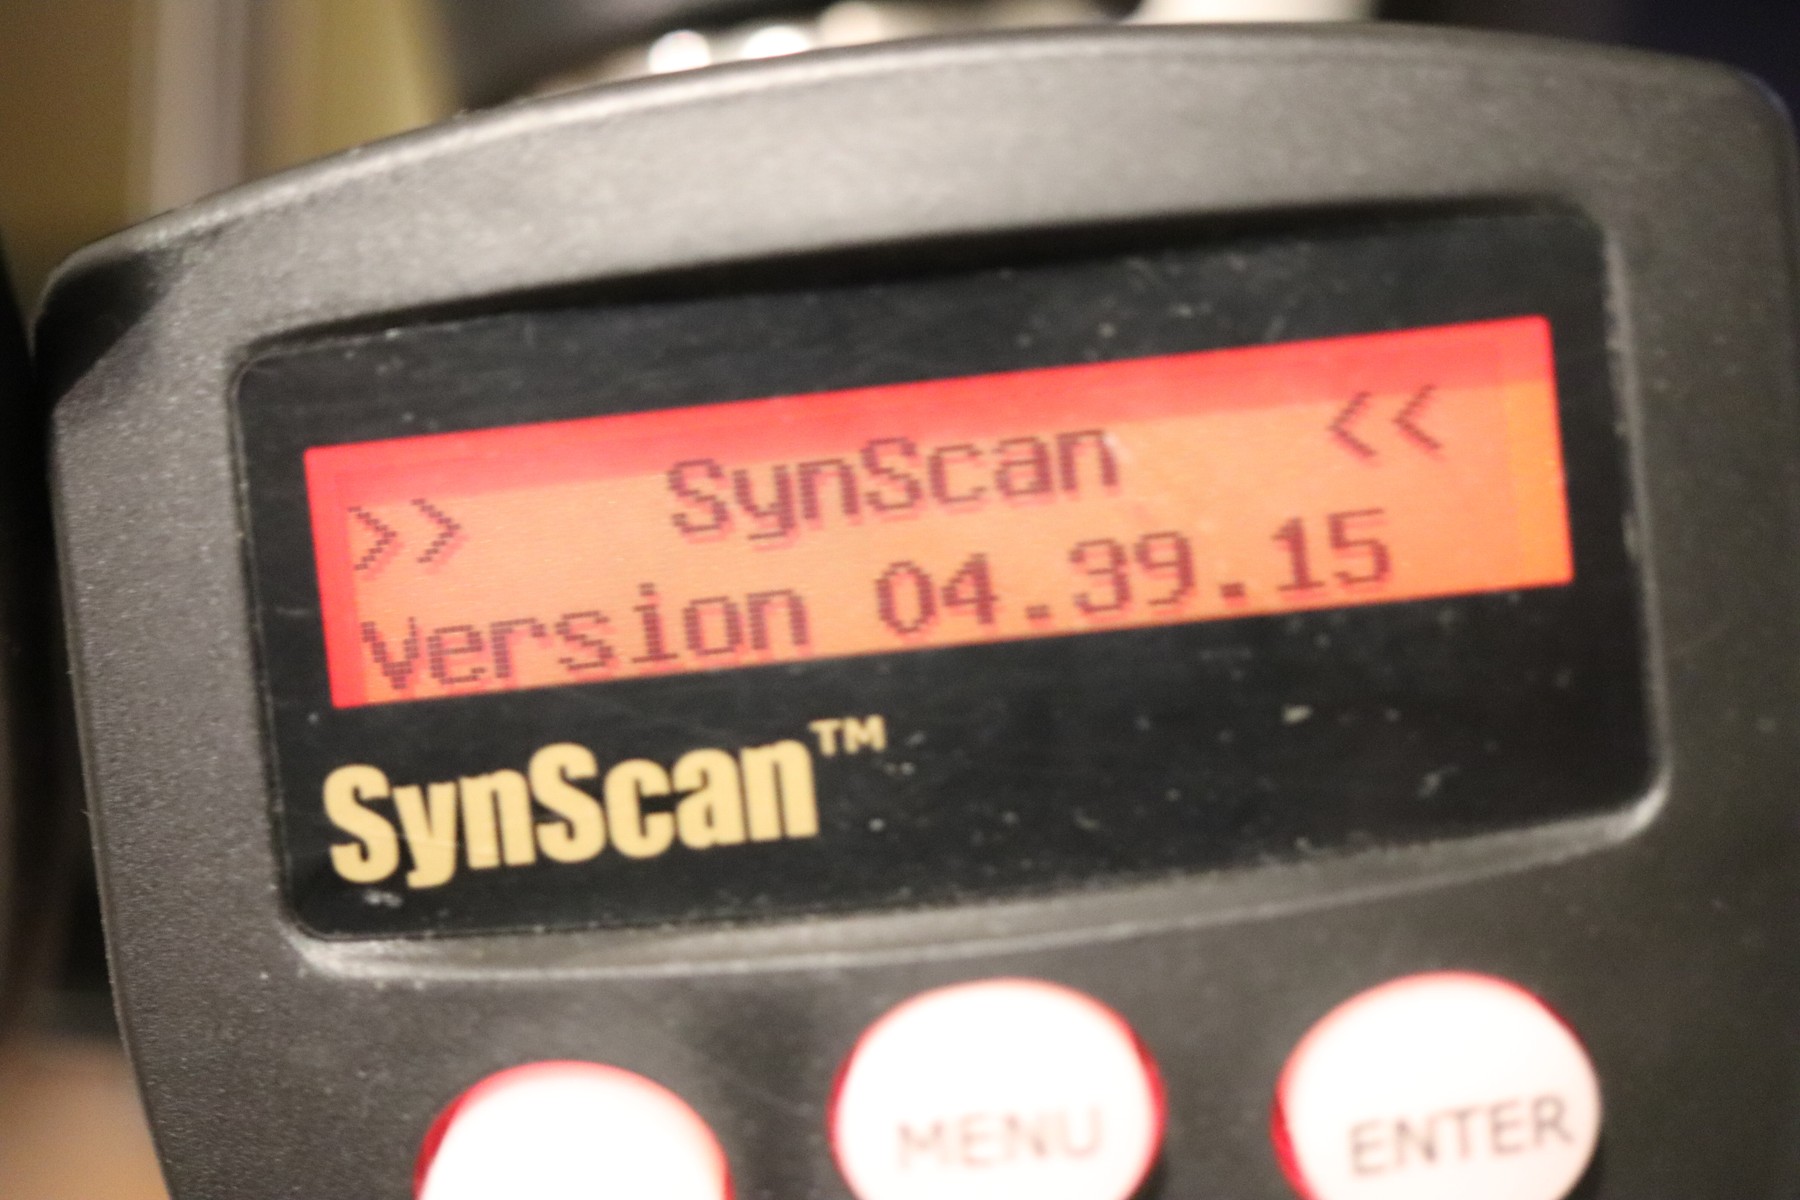 >> SynScan <<
Version 04.39.15
SynScan™
MENU
ENTER